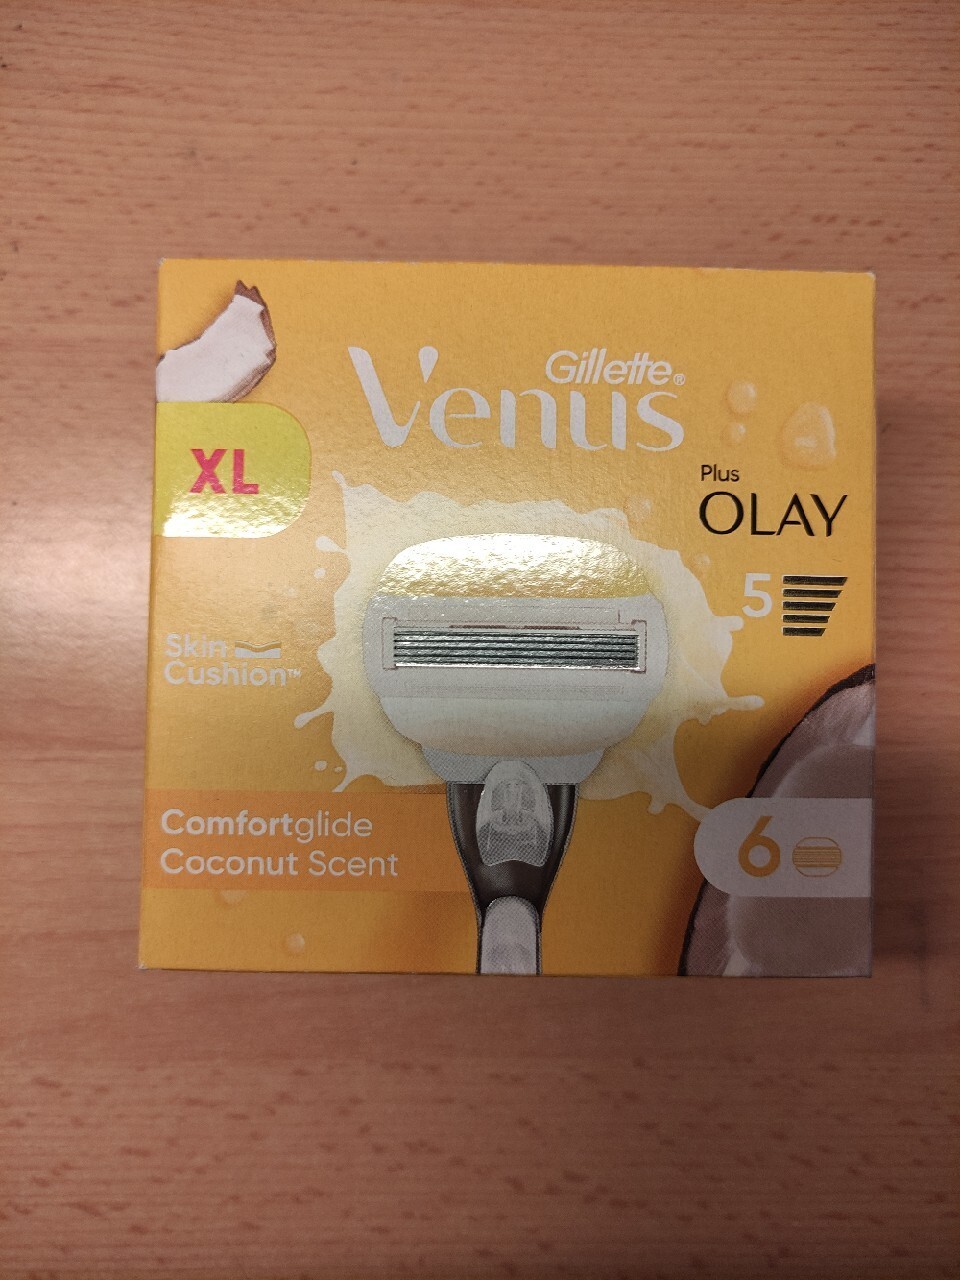 Gillette®
Venus
XL
Plus
OLAY
5
Skin
Cushion™
Comfortglide
Coconut Scent
6